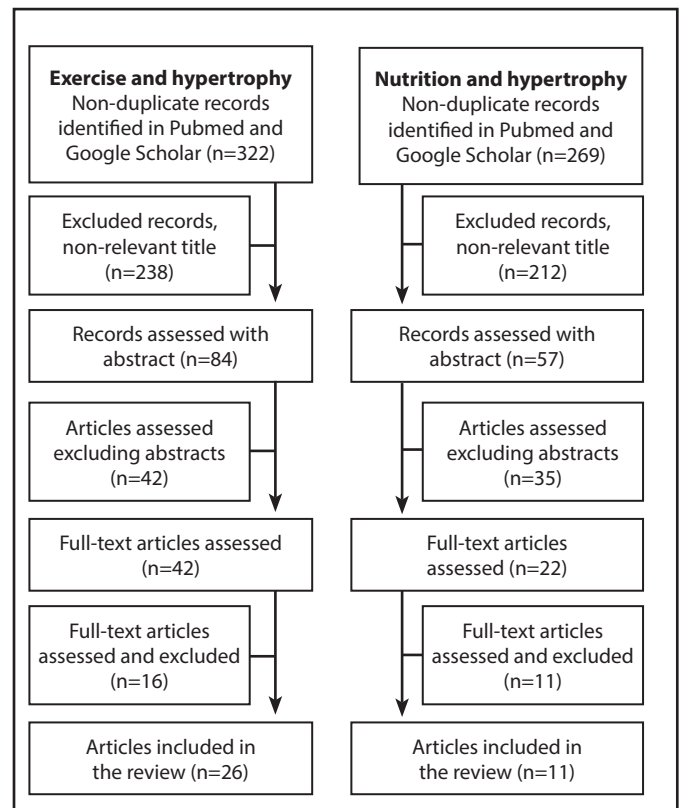 Exercise and hypertrophy
Non-duplicate records
identified in Pubmed and
Google Scholar (n=322)
Excluded records,
non-relevant title
(n=238)
Records assessed with
abstract (n=84)
Articles assessed
excluding abstracts
(n=42)
Full-text articles assessed
(n=42)
Full-text articles
assessed and excluded
(n=16)
Articles included in
the review (n=26)
Nutrition and hypertrophy
Non-duplicate records
identified in Pubmed and
Google Scholar (n=269)
Excluded records,
non-relevant title
(n=212)
Records assessed with
abstract (n=57)
Articles assessed
excluding abstracts
(n=35)
Full-text articles
assessed (n=22)
Full-text articles
assessed and excluded
(n=11)
Articles included in
the review (n=11)